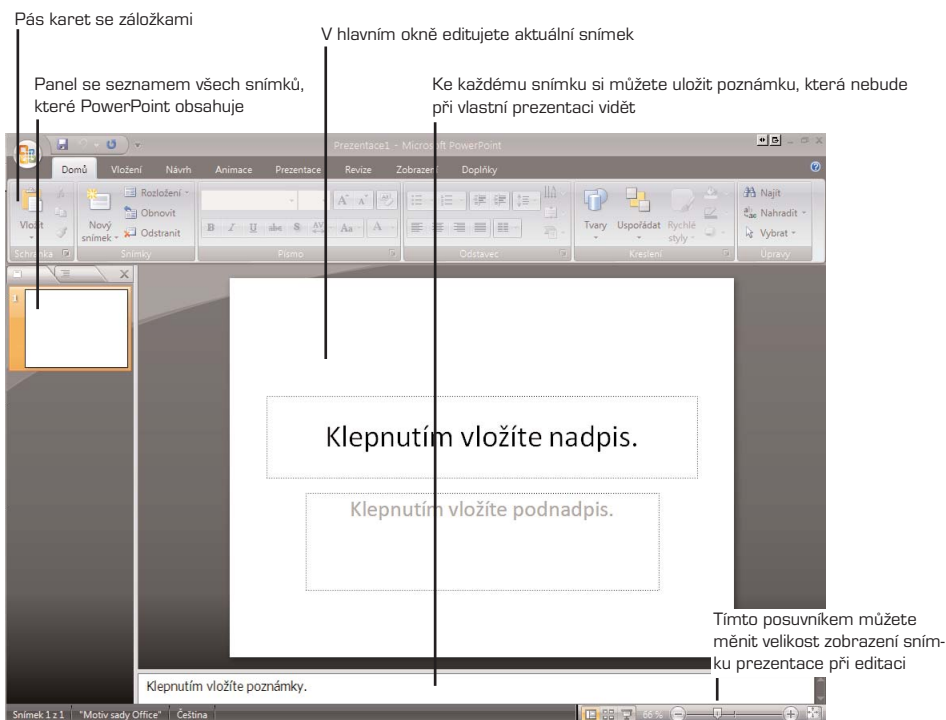 Pás karet se záložkami
V hlavním okně editujete aktuální snímek
Panel se seznamem všech snímků,
které PowerPoint obsahuje
Ke každému snímku si můžete uložit poznámku, která nebude
při vlastní prezentaci vidět
Prezentace1 - Microsoft PowerPoint
Domů Vložení Návrh Animace Prezentace Revize Zobrazení Doplňky
Vložit
Schránka
Nový
snímek
Rozložení
Obnovit
Odstranit
Snímky
B I U abc S AV Aa A
Písmo
Odstavec
Tvary
Uspořádat
Rychlé
styly
Kreslení
Najít
Nahradit
Vybrat
Úpravy
1
Klepnutím vložíte nadpis.
Klepnutím vložíte podnadpis.
Tímto posuvníkem můžete
měnit velikost zobrazení sním-
ku prezentace při editaci
Klepnutím vložíte poznámky.
Snímek 1 z 1 "Motiv sady Office" Čeština 66 %